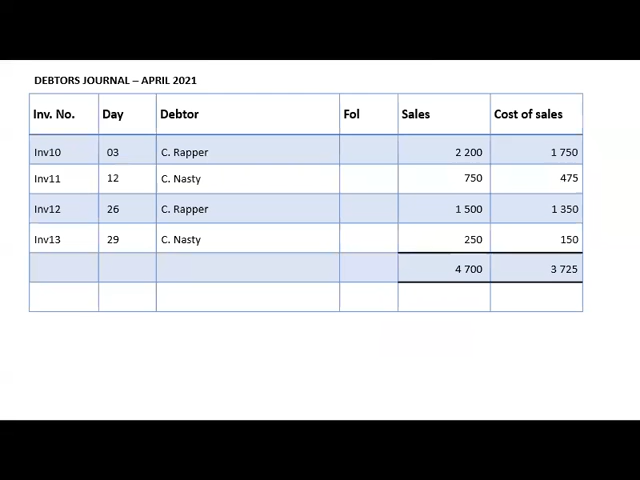 DEBTORS JOURNAL – APRIL 2021
Inv. No. Day Debtor Fol Sales Cost of sales
Inv10 03 C. Rapper 2 200 1 750
Inv11 12 C. Nasty 750 475
Inv12 26 C. Rapper 1 500 1 350
Inv13 29 C. Nasty 250 150
4 700 3 725